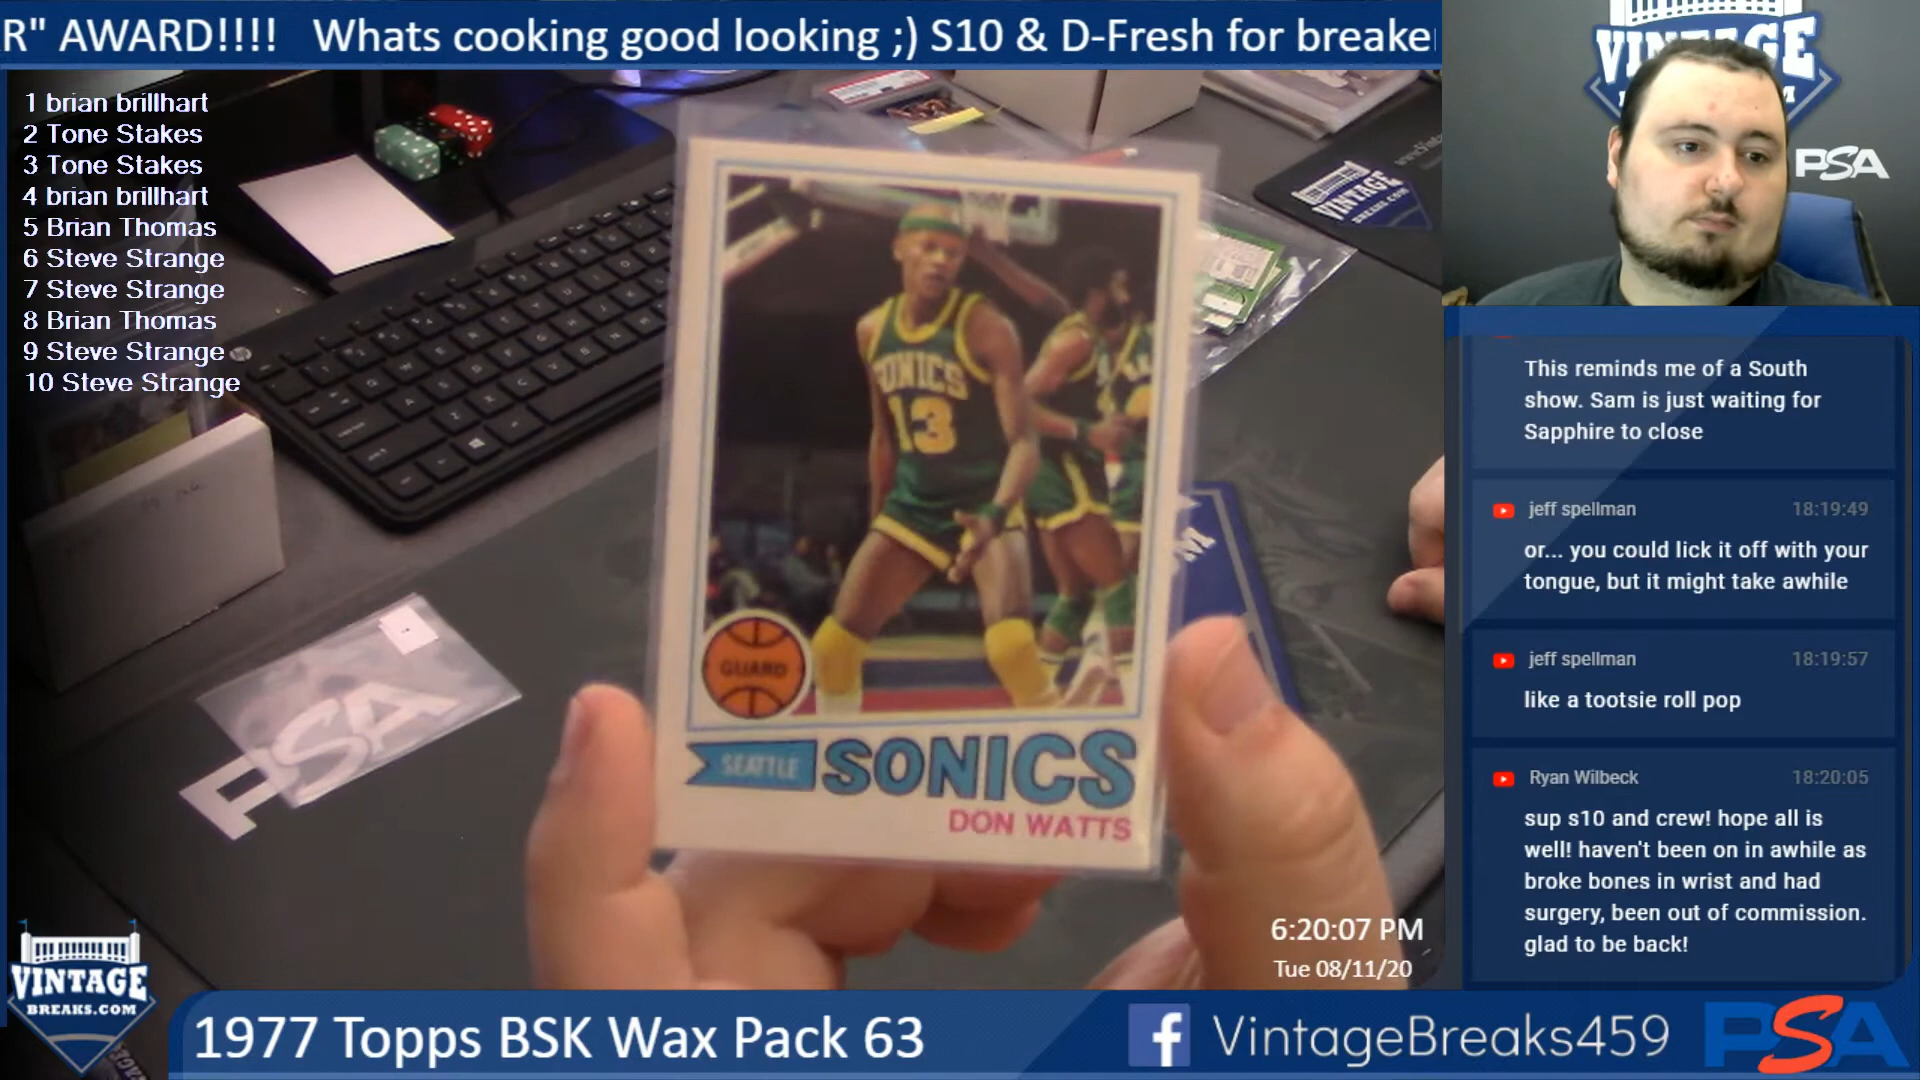 R" AWARD!!!! Whats cooking good looking ;) S10 & D-Fresh for breake
1 brian brillhart
2 Tone Stakes
3 Tone Stakes
4 brian brillhart
5 Brian Thomas
6 Steve Strange
7 Steve Strange
8 Brian Thomas
9 Steve Strange
10 Steve Strange
VINTAGE
BREAKS.COM
SONICS
13
GUARD
SEATTLE SONICS
DON WATTS
PSA
VINTAGE
PSA
This reminds me of a South
show. Sam is just waiting for
Sapphire to close
jeff spellman 18:19:49
or... you could lick it off with your
tongue, but it might take awhile
jeff spellman 18:19:57
like a tootsie roll pop
Ryan Wilbeck 18:20:05
sup s10 and crew! hope all is
well! haven't been on in awhile as
broke bones in wrist and had
surgery, been out of commission.
glad to be back!
6:20:07 PM
Tue 08/11/20
VINTAGE
BREAKS.COM
1977 Topps BSK Wax Pack 63
f VintageBreaks459
PSA